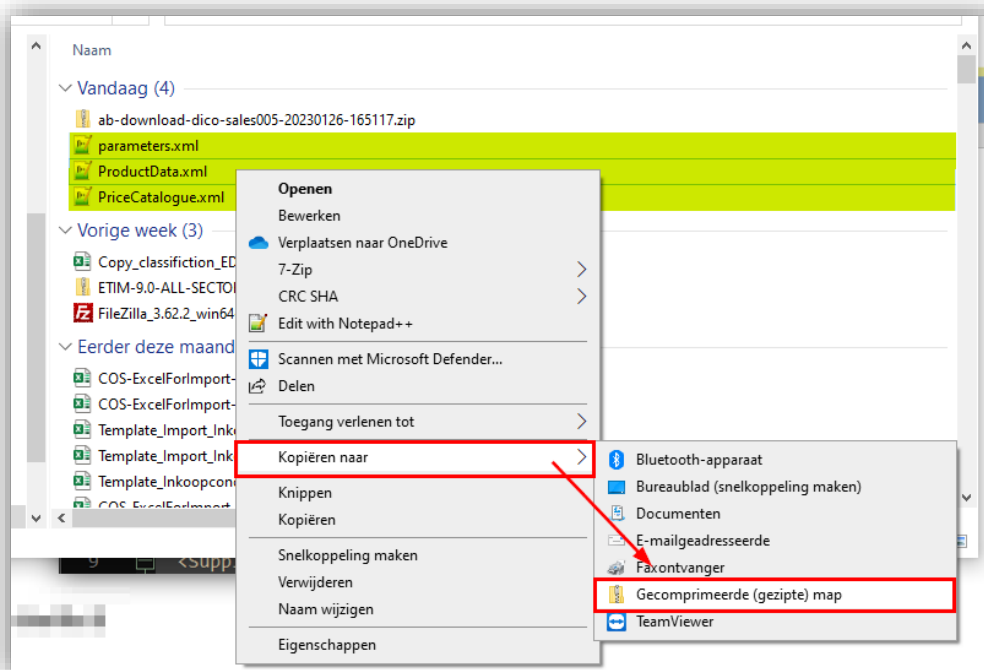 Naam
Vandaag (4)
ab-download-dico-sales005-20230126-165117.zip
parameters.xml
ProductData.xml
PriceCatalogue.xml
Vorige week (3)
Copy_classifiction_ED
ETIM-9.0-ALL-SECTO
FileZilla_3.62.2_win64
Eerder deze maand
COS-ExcelForImport-
COS-ExcelForImport-
Template_Import_Ink
Template_Import_Ink
Template_Inkoopcon
COS-ExcelForImport
Openen
Bewerken
Verplaatsen naar OneDrive
7-Zip
CRC SHA
Edit with Notepad++
Scannen met Microsoft Defender...
Delen
Toegang verlenen tot
Kopiëren naar
Knippen
Kopiëren
Snelkoppeling maken
Verwijderen
Naam wijzigen
Eigenschappen
Bluetooth-apparaat
Bureaublad (snelkoppeling maken)
Documenten
E-mailgeadresseerde
Faxontvanger
Gecomprimeerde (gezipte) map
TeamViewer
9 <Supp